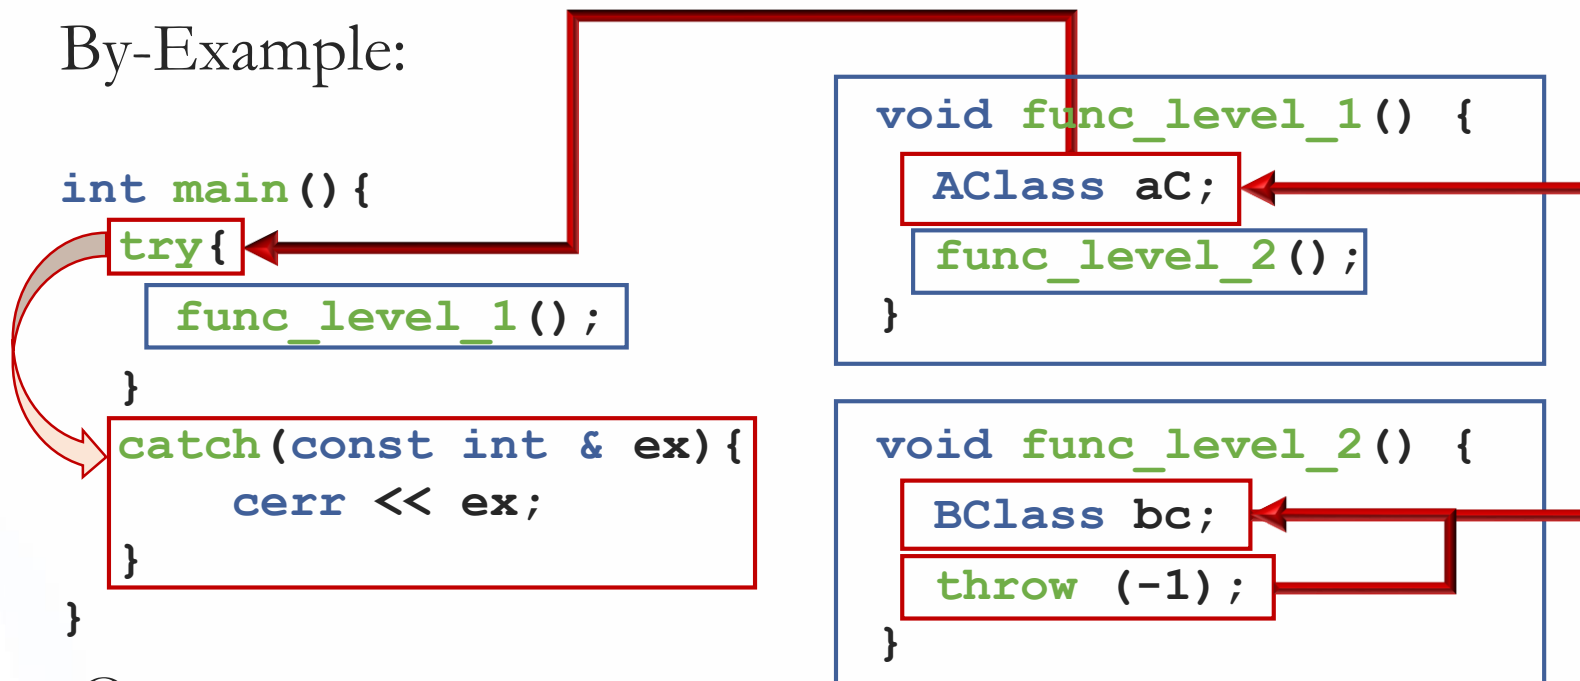 By-Example:
int main(){
try{
func_level_1();
}
catch(const int & ex){
cerr << ex;
}
}
void func_level_1() {
AClass aC;
func_level_2();
}
void func_level_2() {
BClass bc;
throw (-1);
}